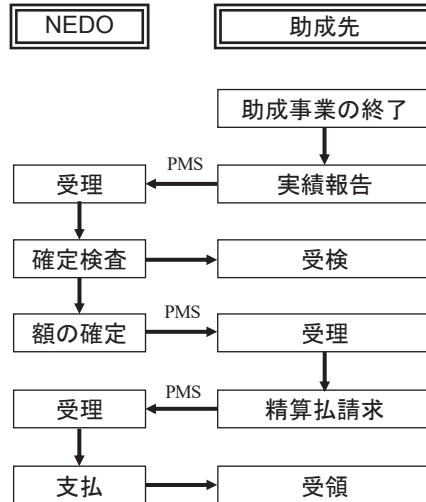 NEDO 助成先
助成事業の終了
PMS
受理 実績報告
確定検査 受検
PMS
額の確定 受理
PMS
受理 精算払請求
支払 受領